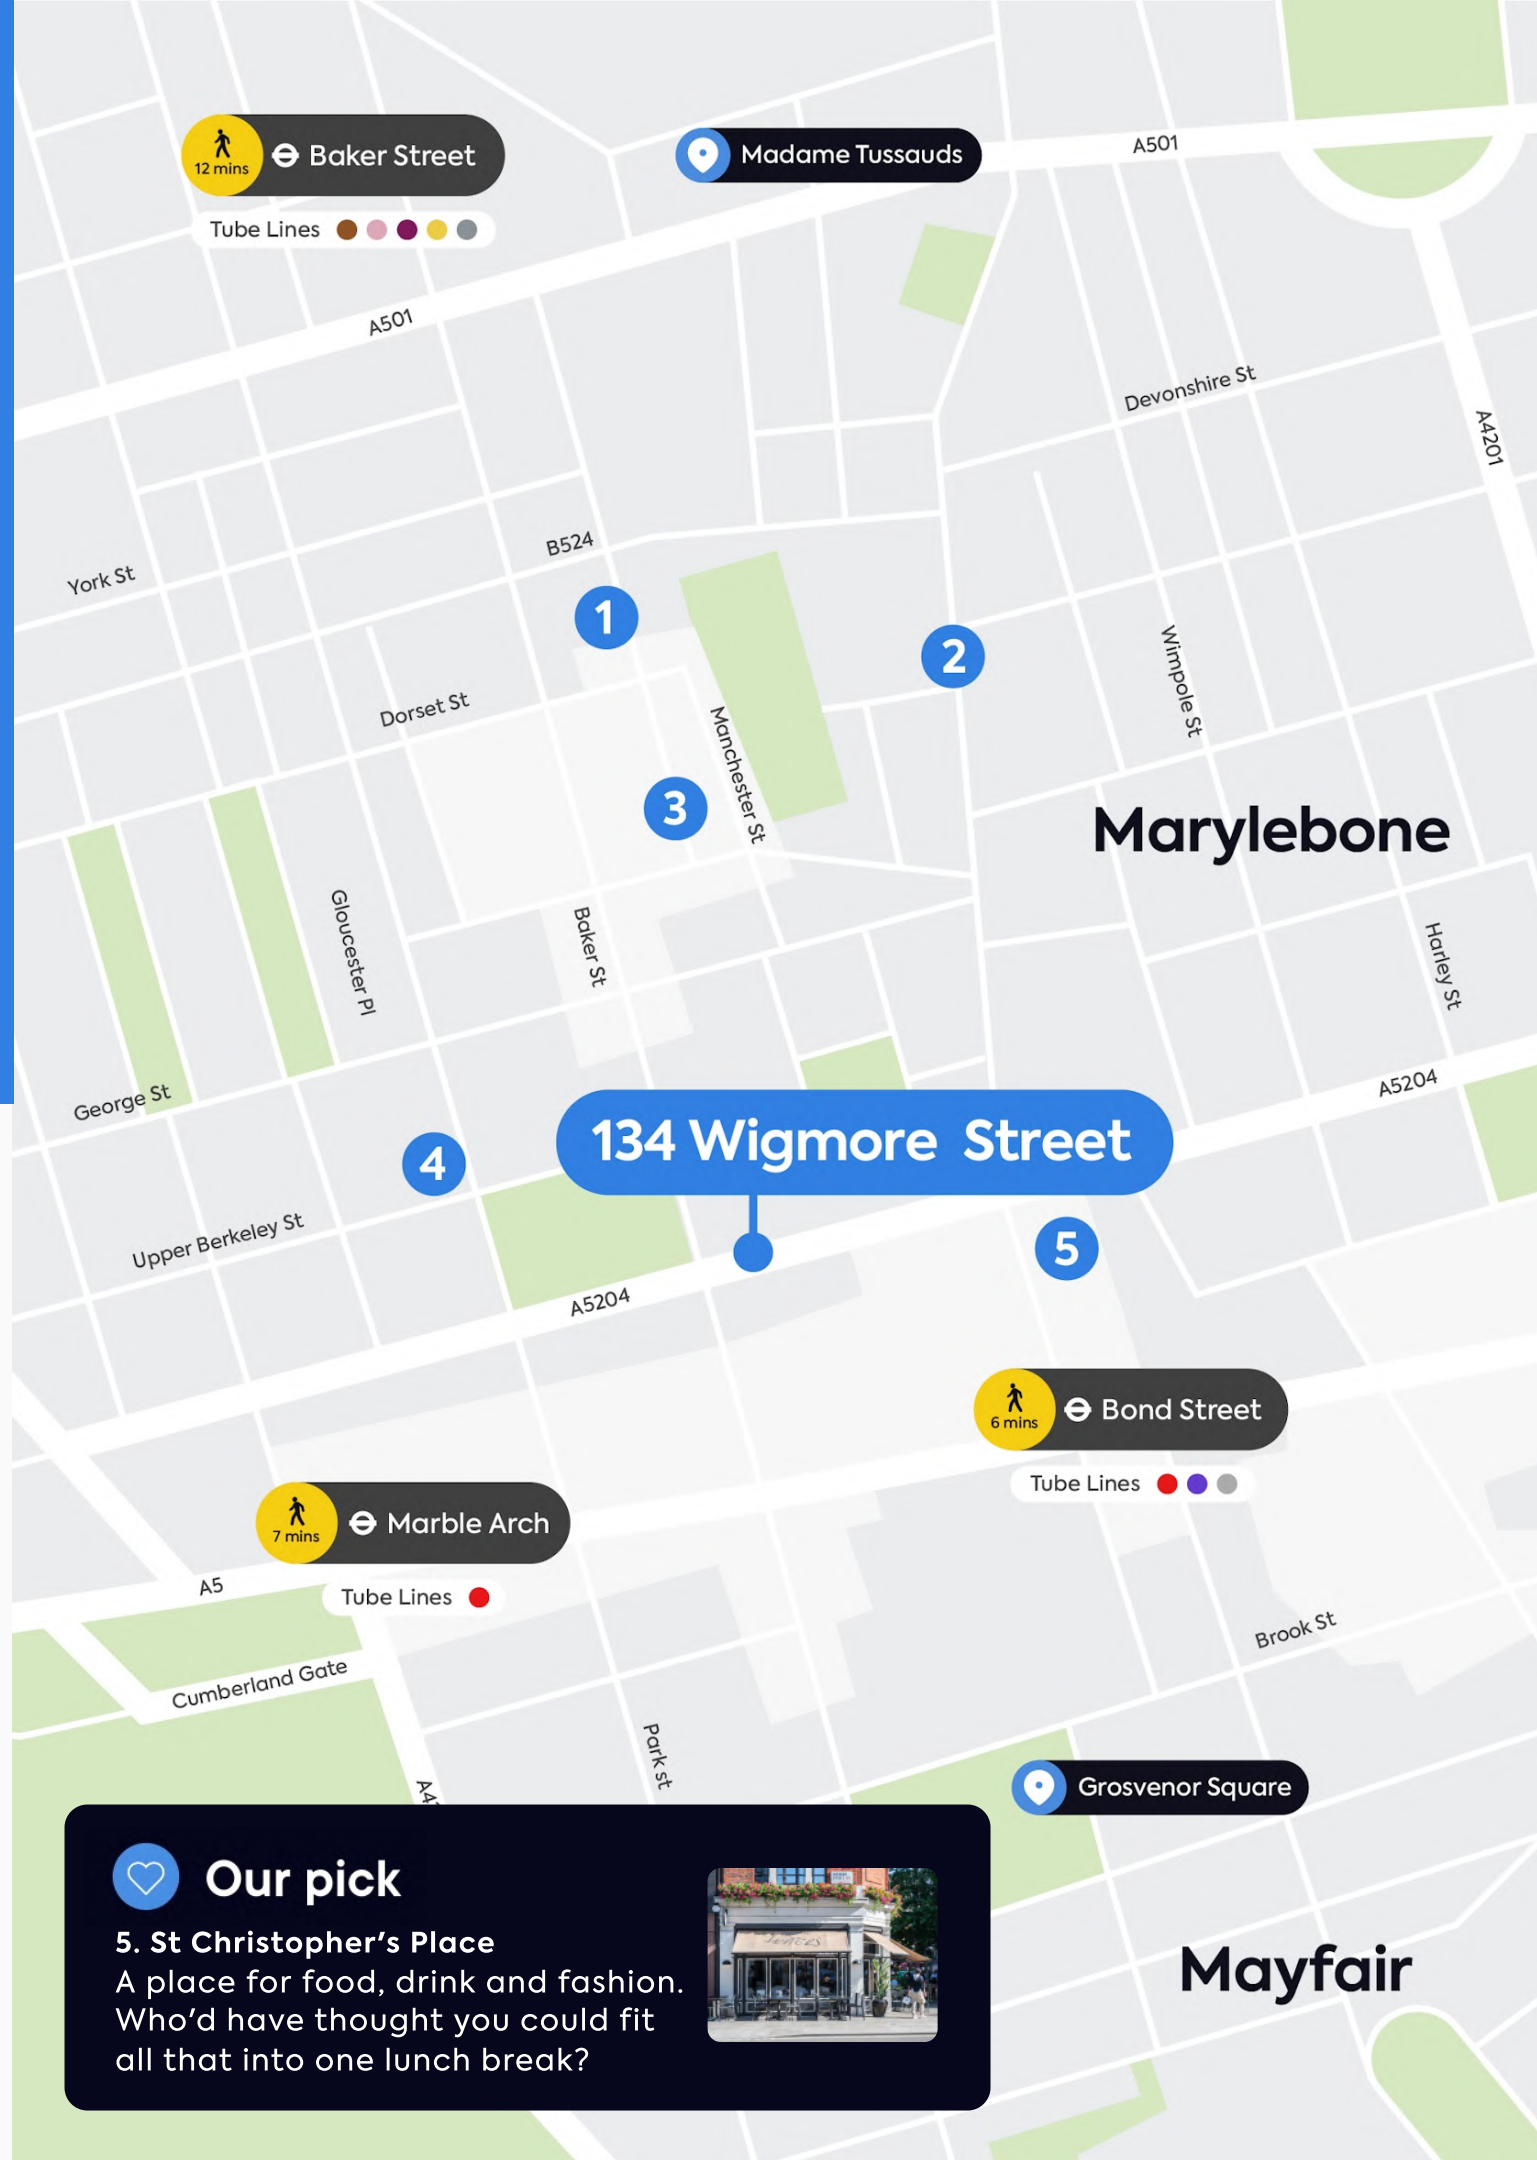 12 mins
Baker Street
Tube Lines
Madame Tussauds
A501
A501
Devonshire St
A4201
B524
York St
1
2
Wimpole St
Dorset St
Manchester St
3
Marylebone
Gloucester Pl
Baker St
Harley St
George St
A5204
134 Wigmore Street
4
Upper Berkeley St
5
A5204
6 mins
Bond Street
Tube Lines
7 mins
Marble Arch
Tube Lines
A5
Brook St
Cumberland Gate
Park st
Grosvenor Square
Our pick
5. St Christopher's Place
A place for food, drink and fashion.
Who'd have thought you could fit
all that into one lunch break?
Mayfair